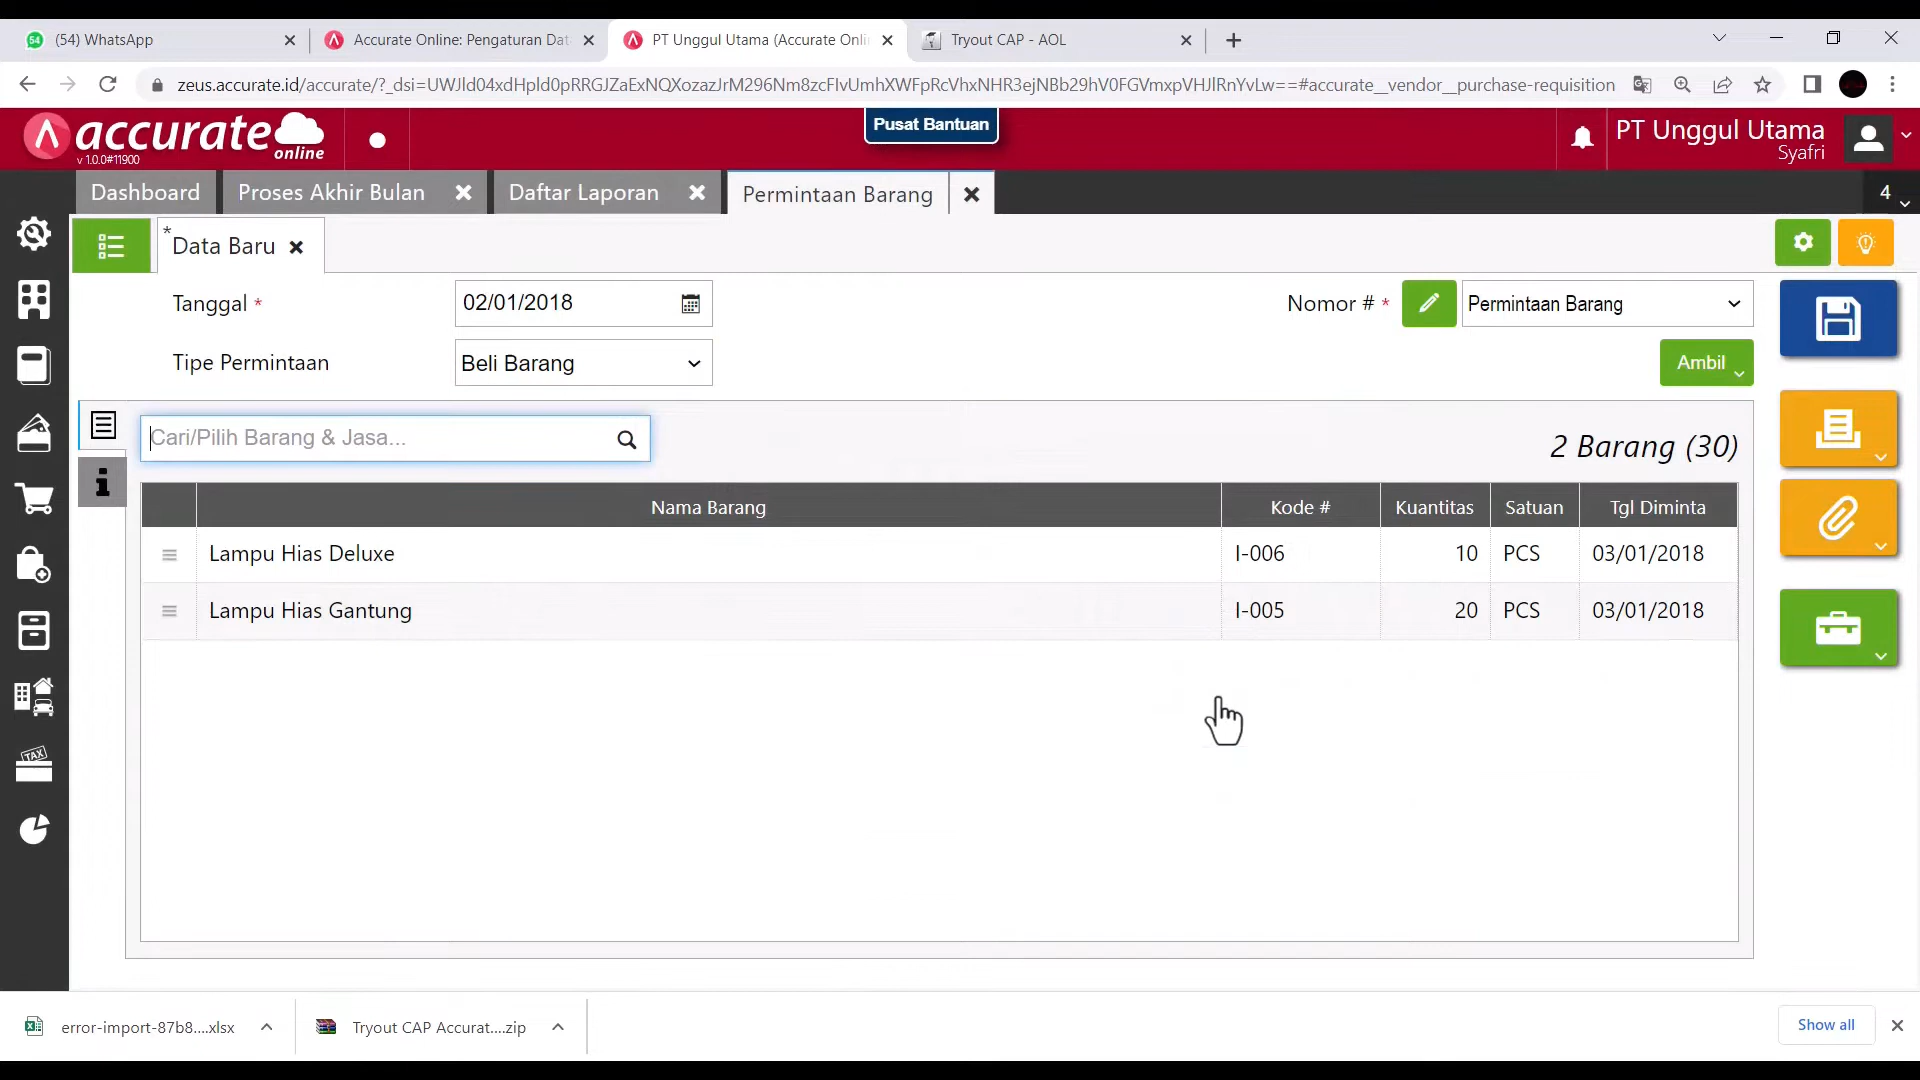 54 (54) WhatsApp
Accurate Online: Pengaturan Dat
PT Unggul Utama (Accurate Onli
Tryout CAP - AOL
zeus.accurate.id/accurate/?_dsi=UWJld04xdHpld0pRRGJZaExNQXozazJrM296Nm8zcFIvUmhXWFpRcVhxNHR3ejNBb29hV0FGVmxpVHJlRnYvLw==#accurate__vendor__purchase-requisition
accurate online
v 1.0.0#11900
Pusat Bantuan
PT Unggul Utama
Syafri
Dashboard
Proses Akhir Bulan
Daftar Laporan
Permintaan Barang
4
* Data Baru
Tanggal *
02/01/2018
Nomor # *
Permintaan Barang
Tipe Permintaan
Beli Barang
Ambil
Cari/Pilih Barang & Jasa...
2 Barang (30)
Nama Barang Kode # Kuantitas Satuan Tgl Diminta
Lampu Hias Deluxe I-006 10 PCS 03/01/2018
Lampu Hias Gantung I-005 20 PCS 03/01/2018
TAX
error-import-87b8....xlsx
Tryout CAP Accurat....zip
Show all